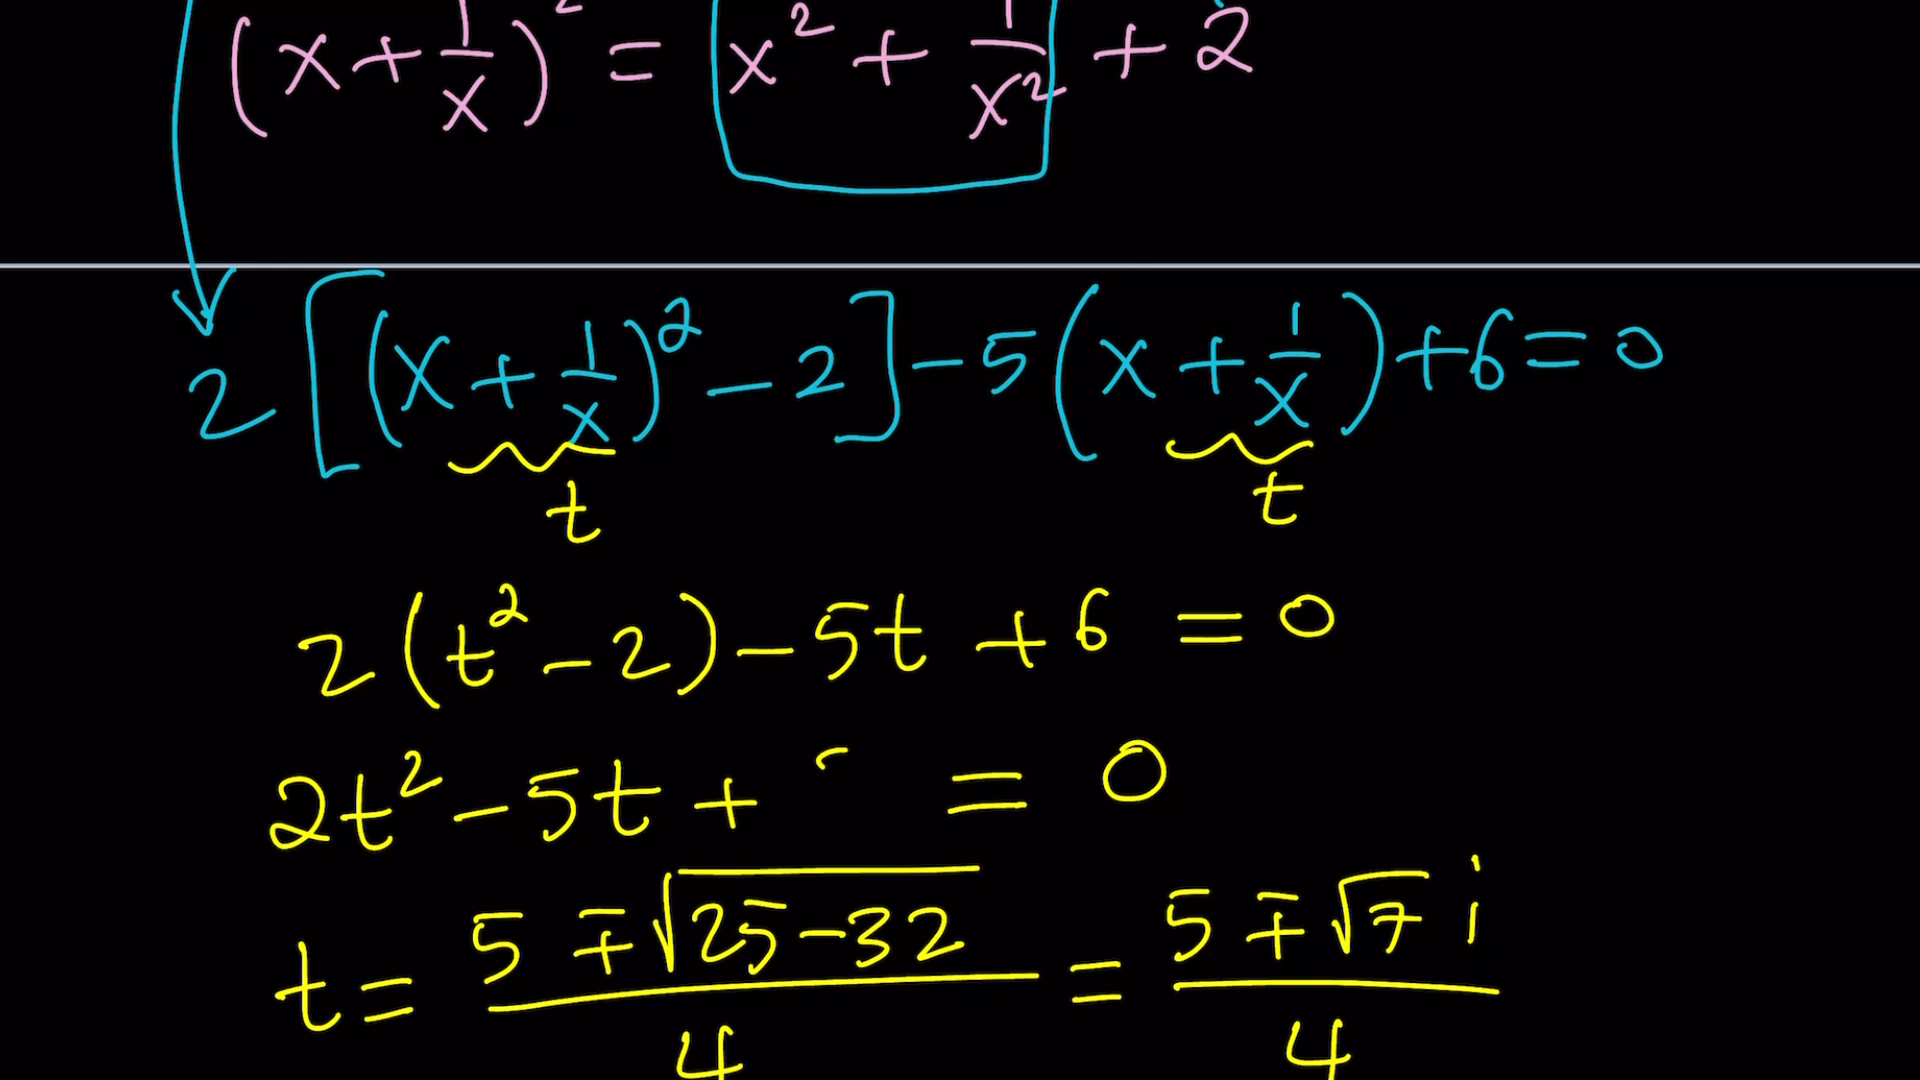 (x + 1/x)² = x² + 1/x² + 2
2[(x + 1/x)² - 2] - 5(x + 1/x) + 6 = 0
t t
2(t² - 2) - 5t + 6 = 0
2t² - 5t + = 0
t = (5 ∓ √(25-32))/4 = (5 ∓ √7 i)/4